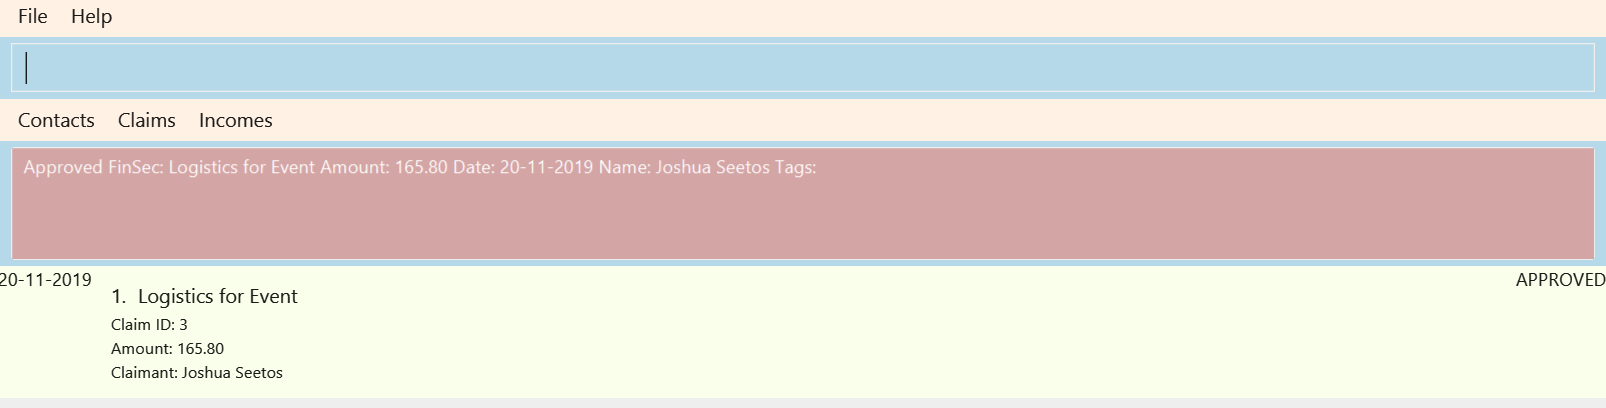 File Help
Contacts Claims Incomes
Approved FinSec: Logistics for Event Amount: 165.80 Date: 20-11-2019 Name: Joshua Seetos Tags:
20-11-2019 APPROVED
1. Logistics for Event
Claim ID: 3
Amount: 165.80
Claimant: Joshua Seetos